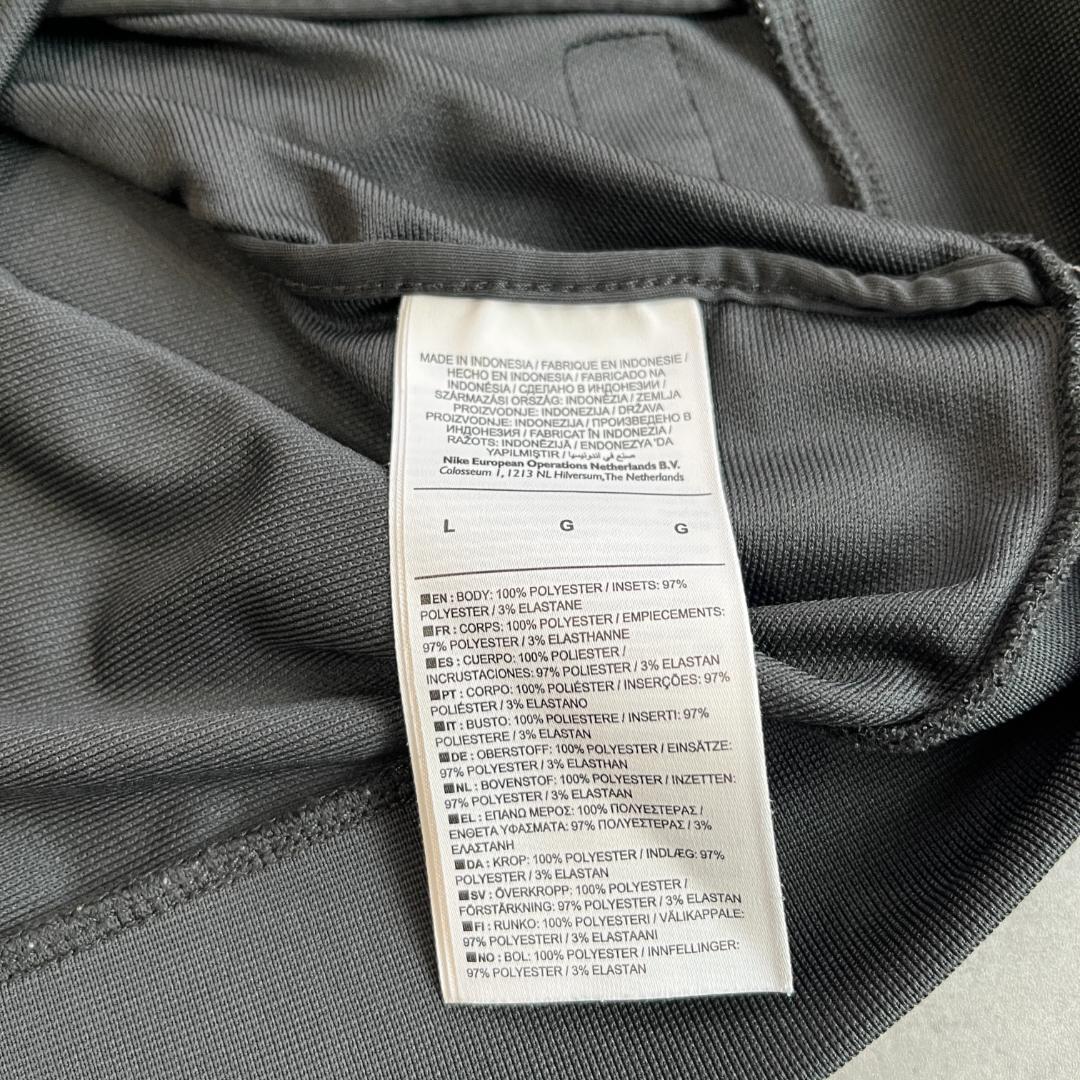 MADE IN INDONESIA / FABRIQUE EN INDONESIE /
HECHO EN INDONESIA / FABRICADO NA
INDONÉSIA / СДЕЛАНО В ИНДОНЕЗИИ /
SZÁRMAZÁSI ORSZÁG: INDONÉZIA / ZEMLJA
PROIZVODNJE: INDONEZIJA / DRŽAVA
PROIZVODNJE: INDONEZIJA / ПРОИЗВЕДЕНО В
ИНДОНЕЗИЯ / FABRICAT ÎN INDONEZIA /
RAŽOTS: INDONĒZIJĀ / ENDONEZYA'DA
YAPILMIŞTIR / صنع في اندونيسيا
Nike European Operations Netherlands B.V.
Colosseum 1, 1213 NL Hilversum, The Netherlands
L G G
EN : BODY: 100% POLYESTER / INSETS: 97%
POLYESTER / 3% ELASTANE
FR : CORPS: 100% POLYESTER / EMPIECEMENTS:
97% POLYESTER / 3% ELASTHANNE
ES : CUERPO: 100% POLIESTER /
INCRUSTACIONES: 97% POLIESTER / 3% ELASTAN
PT : CORPO: 100% POLIÉSTER / INSERÇÕES: 97%
POLIÉSTER / 3% ELASTANO
IT : BUSTO: 100% POLIESTERE / INSERTI: 97%
POLIESTERE / 3% ELASTAN
DE : OBERSTOFF: 100% POLYESTER / EINSÄTZE:
97% POLYESTER / 3% ELASTHAN
NL : BOVENSTOF: 100% POLYESTER / INZETTEN:
97% POLYESTER / 3% ELASTAAN
EL : ΕΠΑΝΩ ΜΕΡΟΣ: 100% ΠΟΛΥΕΣΤΕΡΑΣ /
ΕΝΘΕΤΑ ΥΦΑΣΜΑΤΑ: 97% ΠΟΛΥΕΣΤΕΡΑΣ / 3%
ΕΛΑΣΤΑΝΗ
DA : KROP: 100% POLYESTER / INDLÆG: 97%
POLYESTER / 3% ELASTAN
SV : ÖVERKROPP: 100% POLYESTER /
FÖRSTÄRKNING: 97% POLYESTER / 3% ELASTAN
FI : RUNKO: 100% POLYESTERI / VÄLIKAPPALE:
97% POLYESTERI / 3% ELASTAANI
NO : BOL: 100% POLYESTER / INNFELLINGER:
97% POLYESTER / 3% ELASTAN